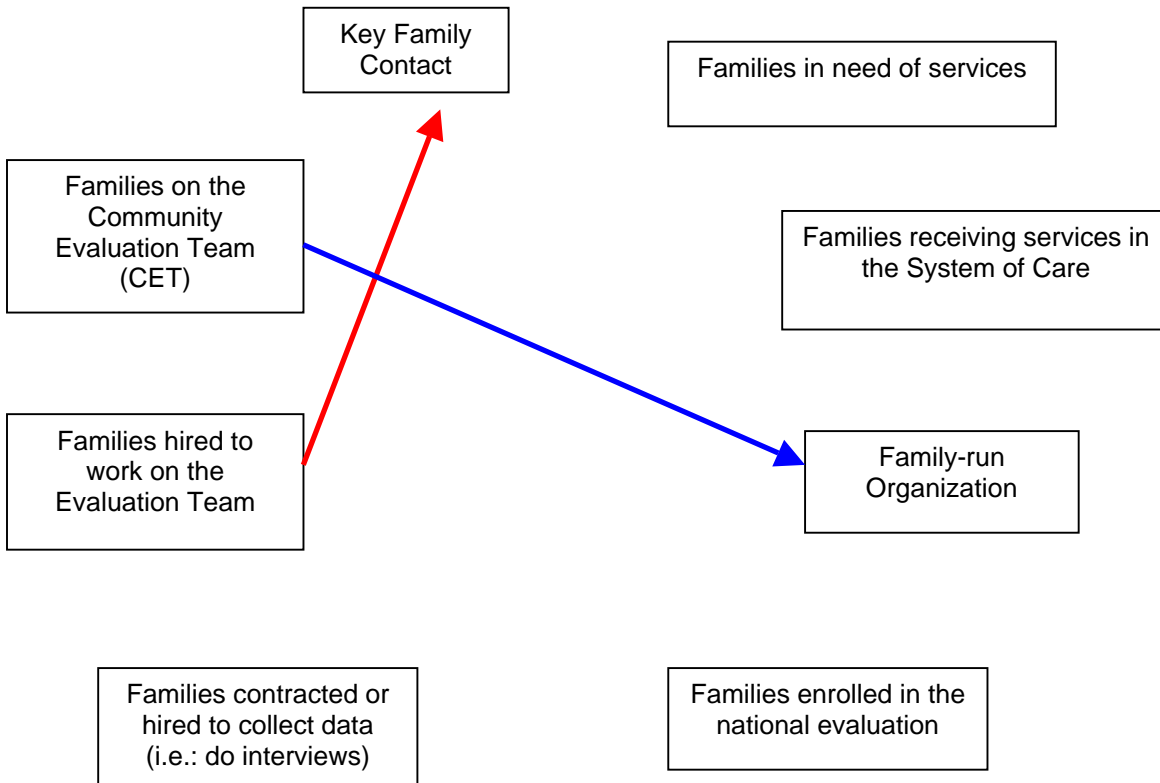 Key Family
Contact
Families in need of services
Families on the
Community
Evaluation Team
(CET)
Families receiving services in
the System of Care
Families hired to
work on the
Evaluation Team
Family-run
Organization
Families contracted or
hired to collect data
(i.e.: do interviews)
Families enrolled in the
national evaluation